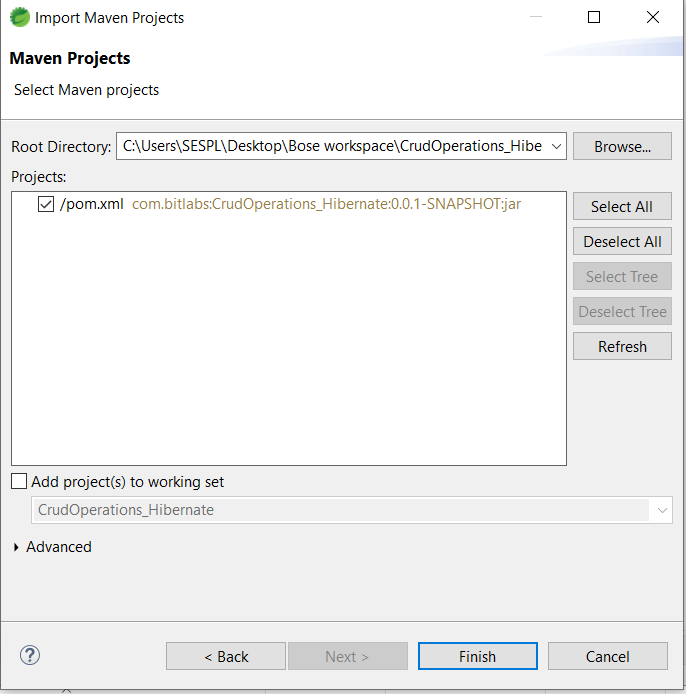 Import Maven Projects
Maven Projects
Select Maven projects
Root Directory: C:\Users\SESPL\Desktop\Bose workspace\CrudOperations_Hibe Browse...
Projects:
/pom.xml com.bitlabs:CrudOperations_Hibernate:0.0.1-SNAPSHOT:jar
Select All
Deselect All
Select Tree
Deselect Tree
Refresh
Add project(s) to working set
CrudOperations_Hibernate
Advanced
? < Back Next > Finish Cancel